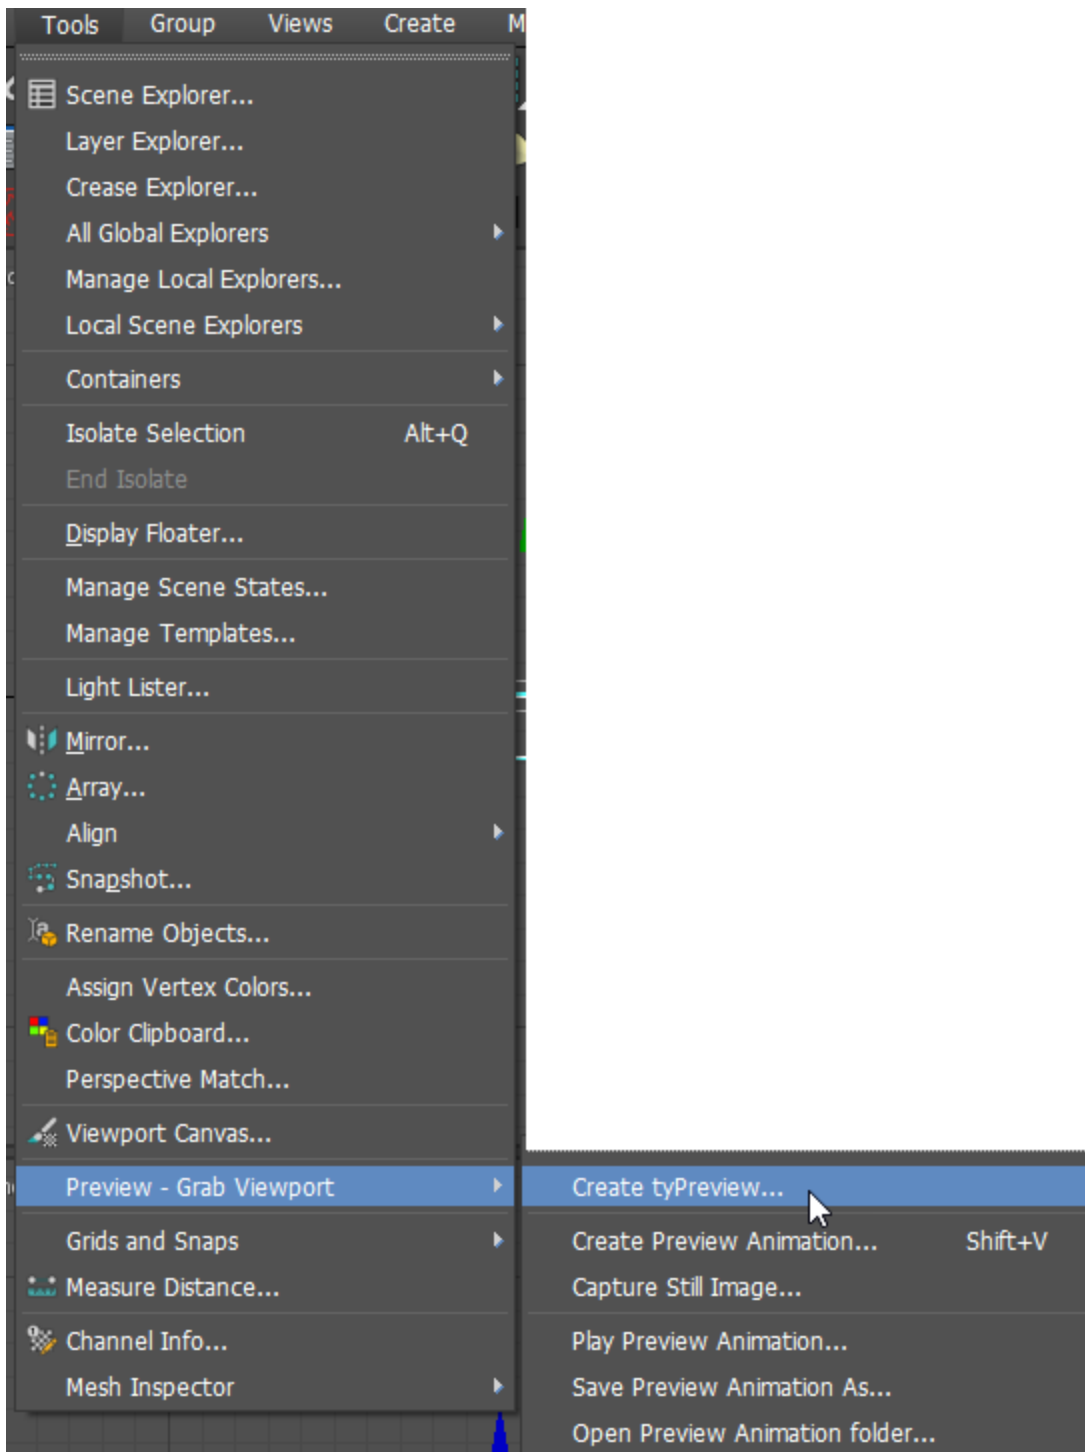 Tools Group Views Create M
Scene Explorer...
Layer Explorer...
Crease Explorer...
All Global Explorers
Manage Local Explorers...
Local Scene Explorers
Containers
Isolate Selection Alt+Q
End Isolate
Display Floater...
Manage Scene States...
Manage Templates...
Light Lister...
Mirror...
Array...
Align
Snapshot...
Rename Objects...
Assign Vertex Colors...
Color Clipboard...
Perspective Match...
Viewport Canvas...
Preview - Grab Viewport
Grids and Snaps
Measure Distance...
Channel Info...
Mesh Inspector
Create tyPreview...
Create Preview Animation... Shift+V
Capture Still Image...
Play Preview Animation...
Save Preview Animation As...
Open Preview Animation folder...